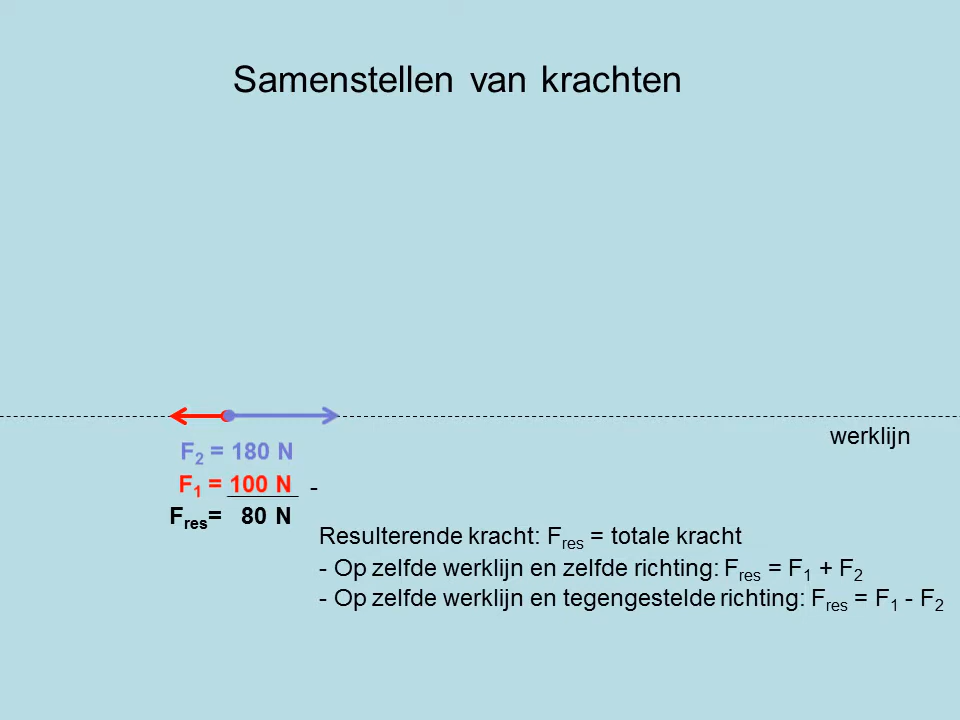 Samenstellen van krachten
werklijn
F₂ = 180 N
F₁ = 100 N -
Fres= 80 N
Resulterende kracht: Fres = totale kracht
- Op zelfde werklijn en zelfde richting: Fres = F₁ + F₂
- Op zelfde werklijn en tegengestelde richting: Fres = F₁ - F₂